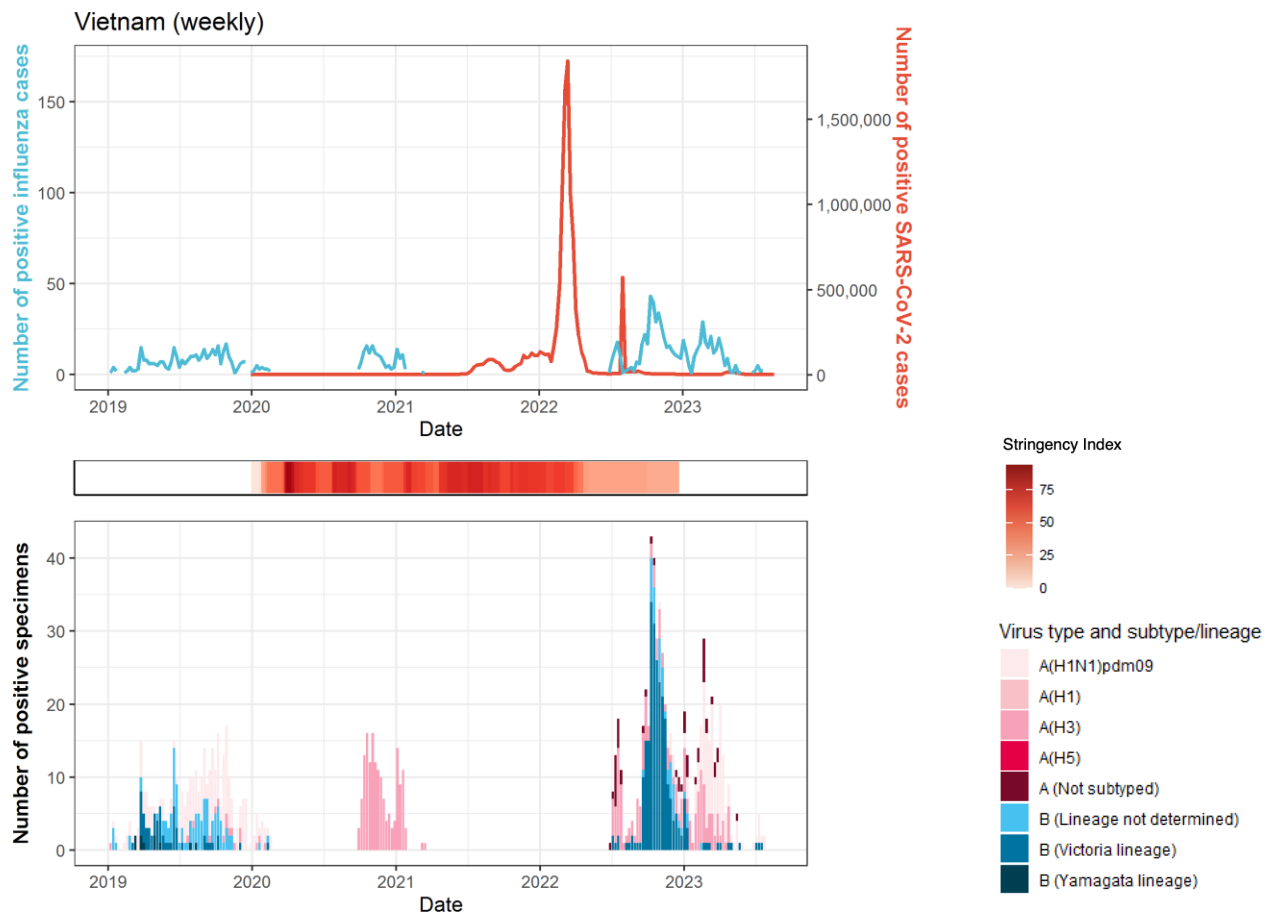 Vietnam (weekly)
Number of positive influenza cases
150
100
50
0
Number of positive SARS-CoV-2 cases
1,500,000
1,000,000
500,000
0
2019 2020 2021 2022 2023
Date
Stringency Index
75
50
25
0
Number of positive specimens
40
30
20
10
0
2019 2020 2021 2022 2023
Date
Virus type and subtype/lineage
A(H1N1)pdm09
A(H1)
A(H3)
A(H5)
A (Not subtyped)
B (Lineage not determined)
B (Victoria lineage)
B (Yamagata lineage)